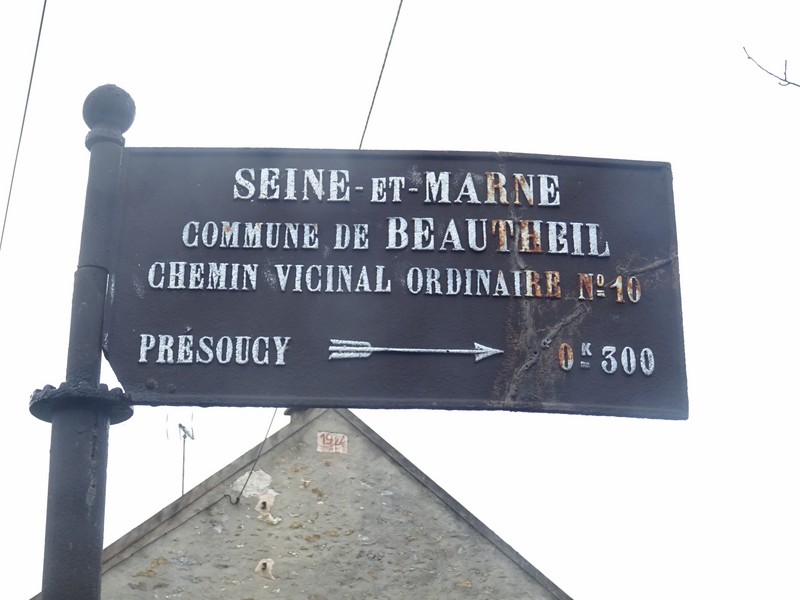 SEINE-ET-MARNE
COMMUNE DE BEAUTHEIL
CHEMIN VICINAL ORDINAIRE No 10
PRÉSOUCY 0K 300